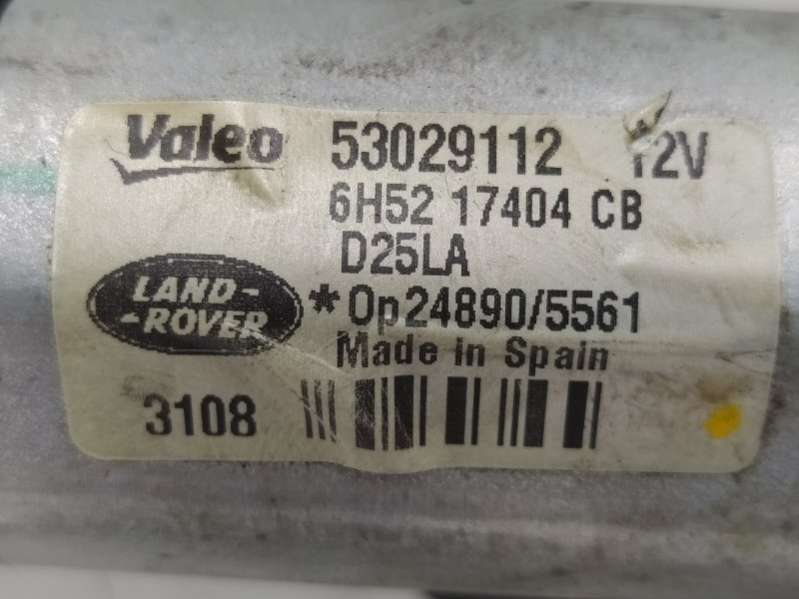 Valeo 53029112 12V
6H52 17404 CB
D25LA
LAND-
-ROVER
*Op24890/5561
Made in Spain
3108